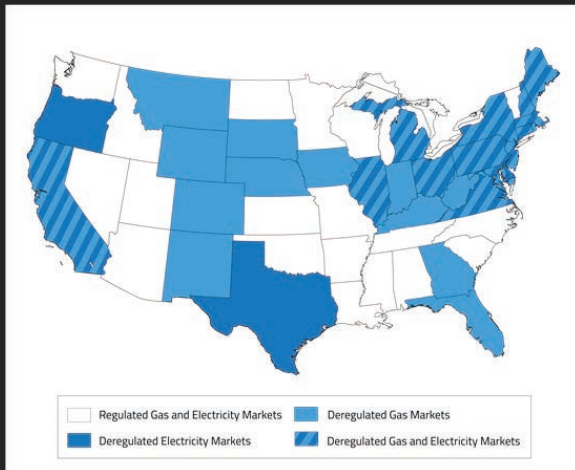 Regulated Gas and Electricity Markets
Deregulated Gas Markets
Deregulated Electricity Markets
Deregulated Gas and Electricity Markets